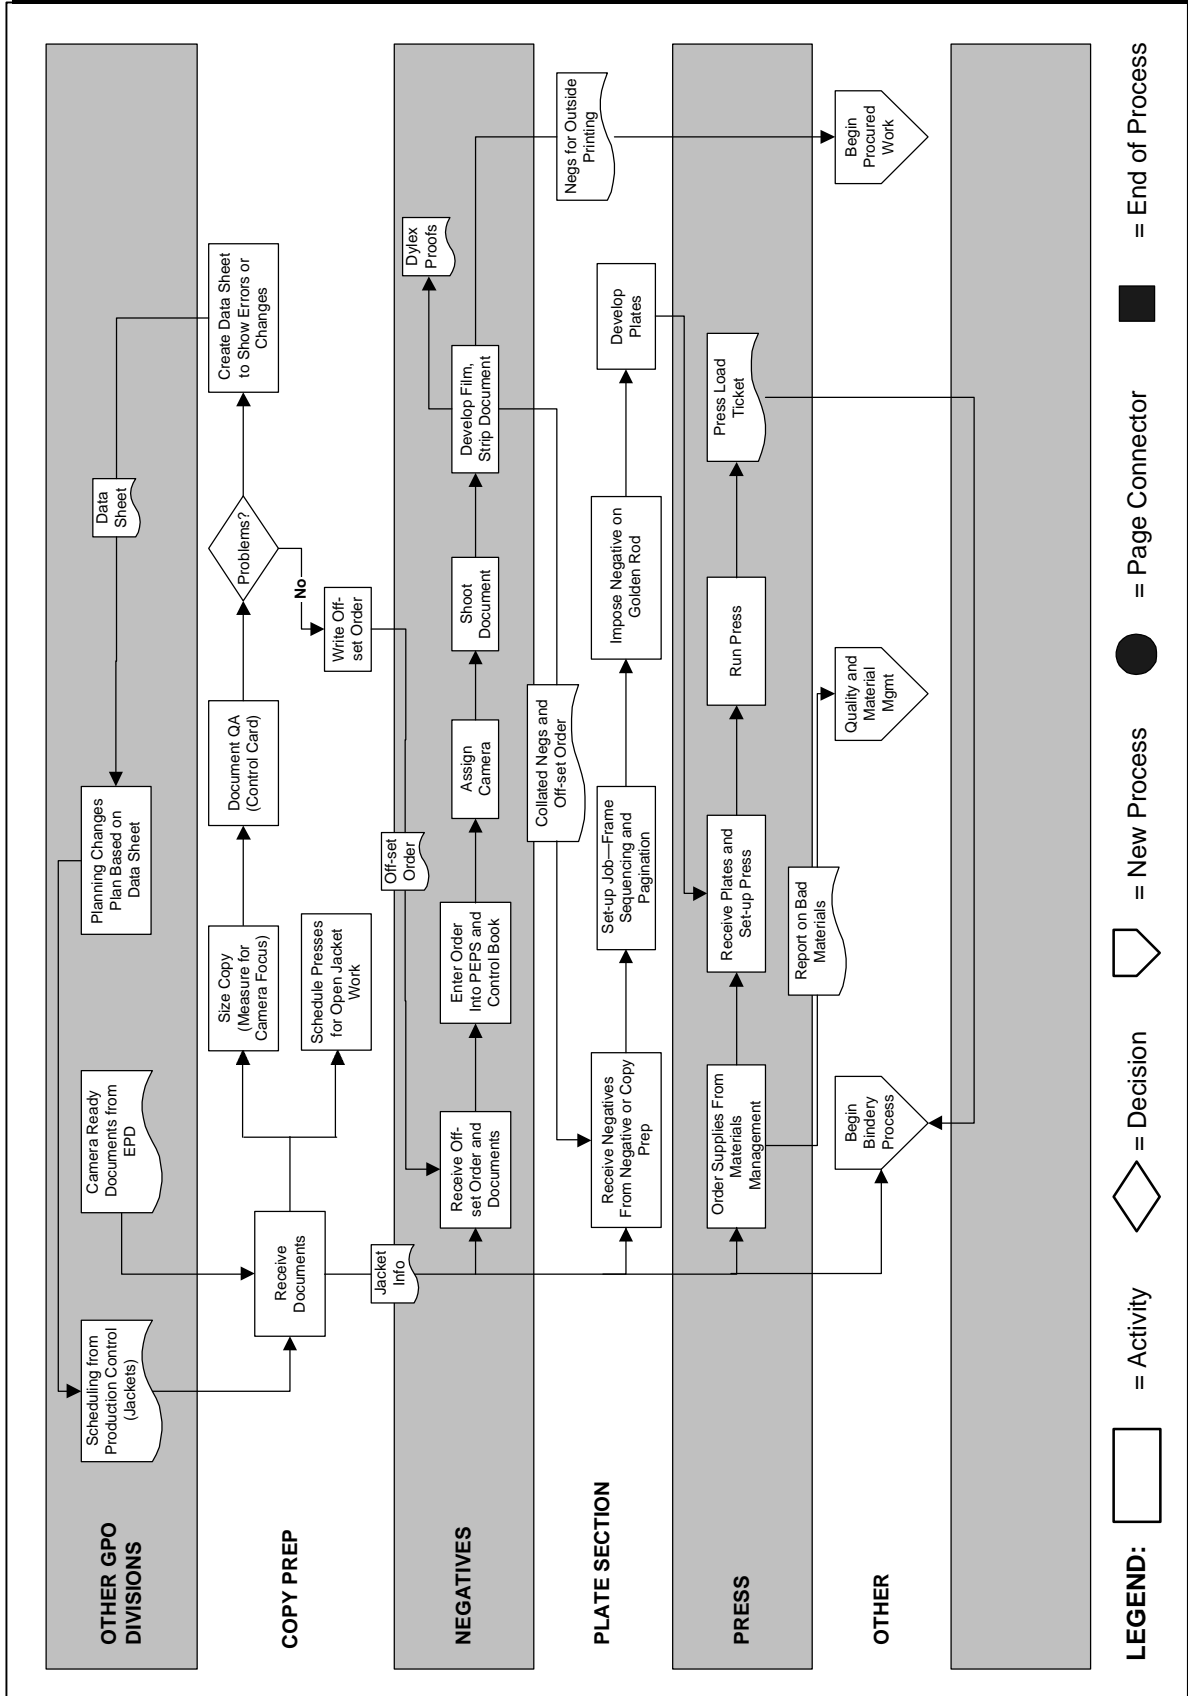 OTHER GPO
DIVISIONS
Scheduling from
Production Control
(Jackets)
Camera Ready
Documents from
EPD
Planning Changes
Plan Based on
Data Sheet
Data
Sheet
COPY PREP
Receive
Documents
Size Copy
(Measure for
Camera Focus)
Schedule Presses
for Open Jacket
Work
Document QA
(Control Card)
Problems?
No
Write Off-
set Order
Create Data Sheet
to Show Errors or
Changes
Jacket
Info
Off-set
Order
NEGATIVES
Receive Off-
set Order and
Documents
Enter Order
Into PEPS and
Control Book
Assign
Camera
Shoot
Document
Develop Film,
Strip Document
Dylex
Proofs
Collated Negs and
Off-set Order
Negs for Outside
Printing
PLATE SECTION
Receive Negatives
From Negative or Copy
Prep
Set-up Job—Frame
Sequencing and
Pagination
Impose Negative on
Golden Rod
Develop
Plates
PRESS
Order Supplies From
Materials
Management
Receive Plates and
Set-up Press
Run Press
Press Load
Ticket
Report on Bad
Materials
OTHER
Begin
Bindery
Process
Quality and
Material
Mgmt
Begin
Procured
Work
LEGEND:
= Activity
= Decision
= New Process
= Page Connector
= End of Process